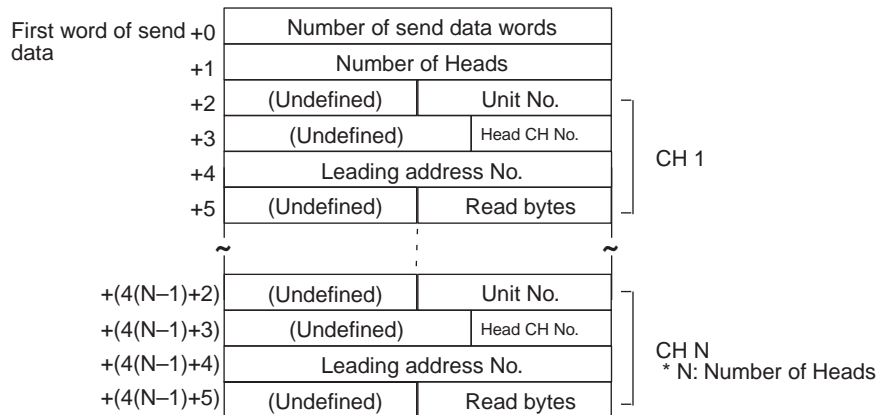 First word of send data +0 Number of send data words
+1 Number of Heads
+2 (Undefined) Unit No.
+3 (Undefined) Head CH No.
CH 1
+4 Leading address No.
+5 (Undefined) Read bytes
~ ~
+(4(N–1)+2) (Undefined) Unit No.
+(4(N–1)+3) (Undefined) Head CH No.
CH N
* N: Number of Heads
+(4(N–1)+4) Leading address No.
+(4(N–1)+5) (Undefined) Read bytes